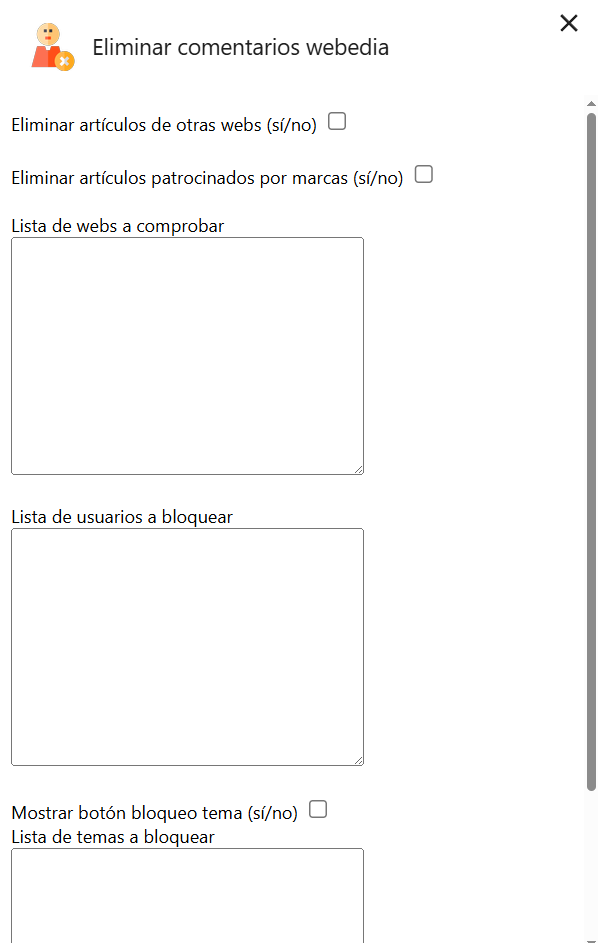 Eliminar comentarios webedia
Eliminar artículos de otras webs (sí/no)
Eliminar artículos patrocinados por marcas (sí/no)
Lista de webs a comprobar
Lista de usuarios a bloquear
Mostrar botón bloqueo tema (sí/no)
Lista de temas a bloquear